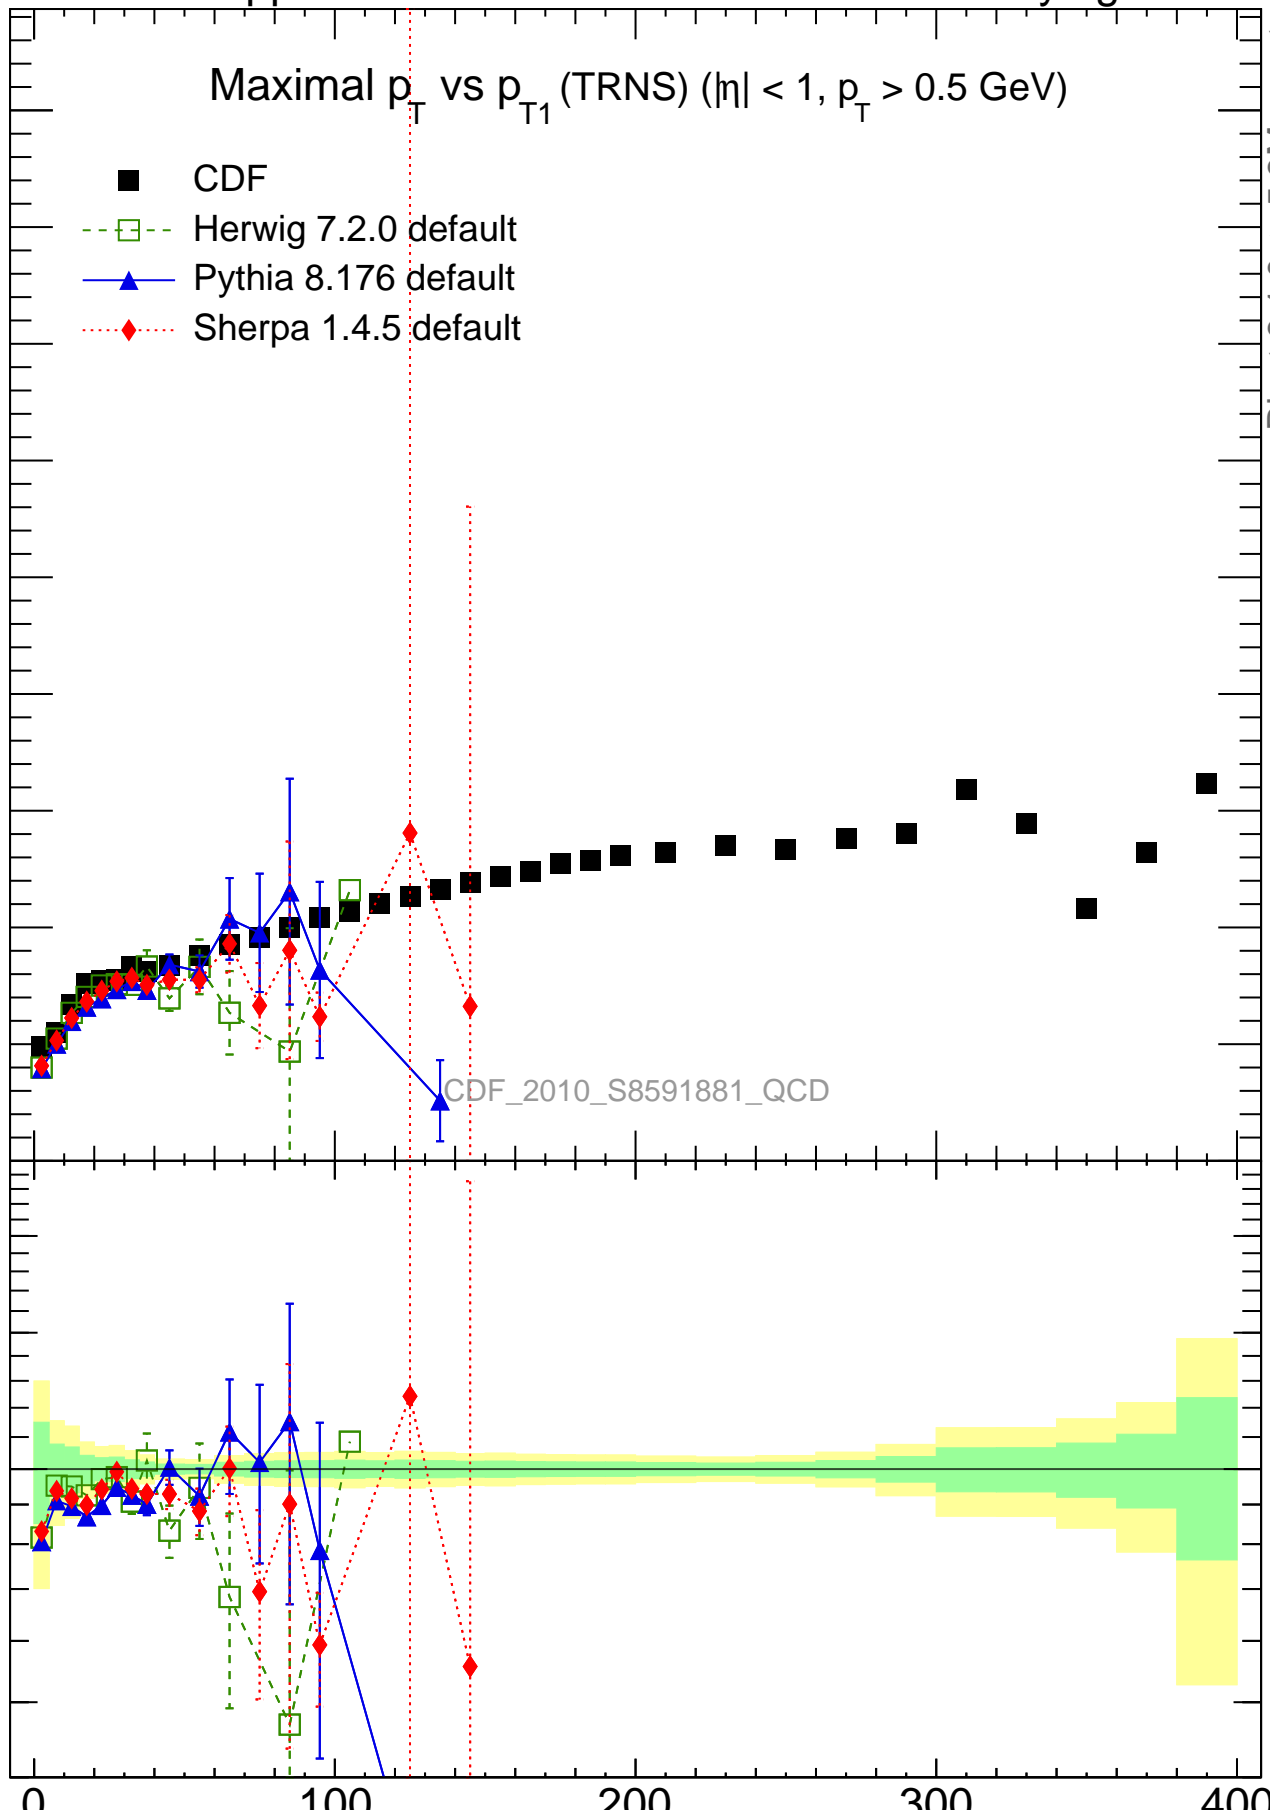 Maximal p_T vs p_T1 (TRNS) (|η| < 1, p_T > 0.5 GeV)
CDF
Herwig 7.2.0 default
Pythia 8.176 default
Sherpa 1.4.5 default
CDF_2010_S8591881_QCD
0 100 200 300 400